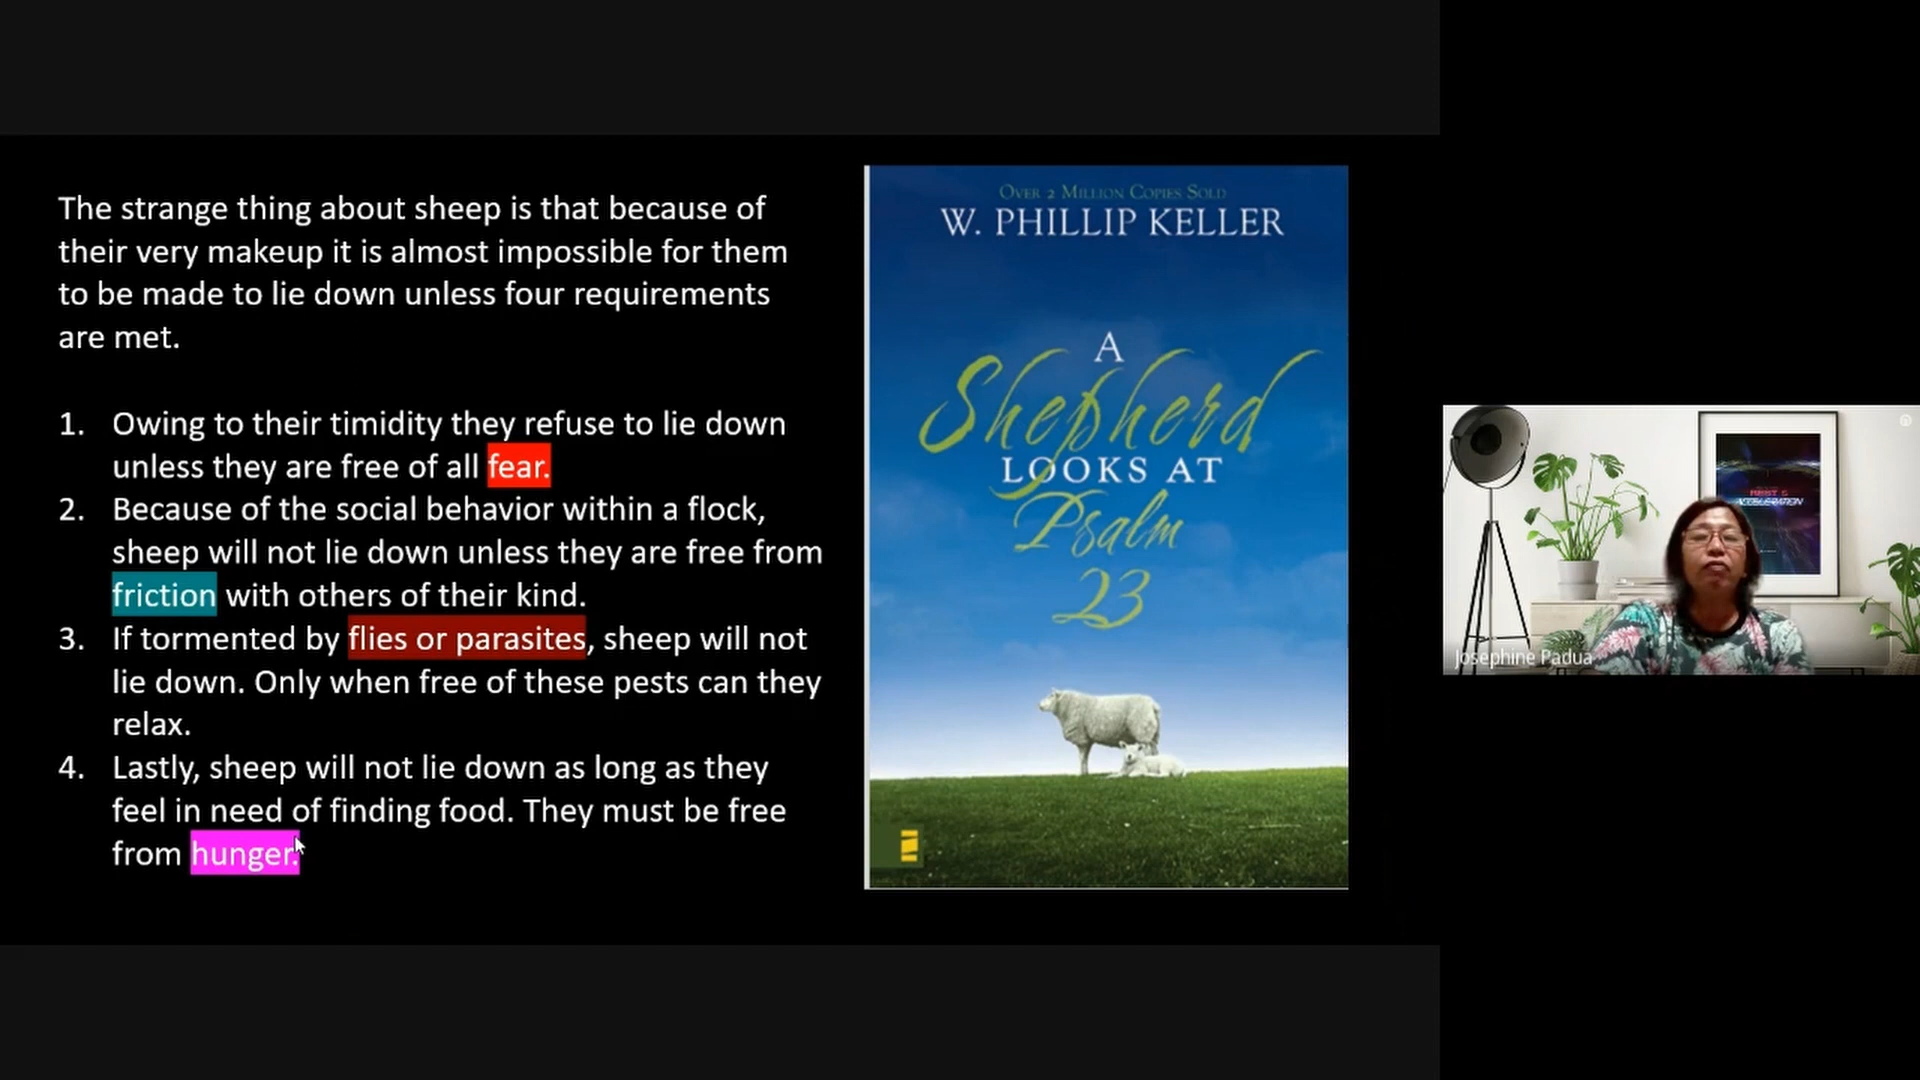 The strange thing about sheep is that because of
their very makeup it is almost impossible for them
to be made to lie down unless four requirements
are met.
1. Owing to their timidity they refuse to lie down
unless they are free of all fear.
2. Because of the social behavior within a flock,
sheep will not lie down unless they are free from
friction with others of their kind.
3. If tormented by flies or parasites, sheep will not
lie down. Only when free of these pests can they
relax.
4. Lastly, sheep will not lie down as long as they
feel in need of finding food. They must be free
from hunger.
OVER 2 MILLION COPIES SOLD
W. PHILLIP KELLER
A
Shepherd
LOOKS AT
Psalm
23
ACCELERATION
Josephine Padua